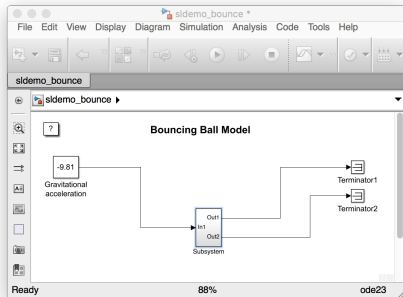 sldemo_bounce *
File Edit View Display Diagram Simulation Analysis Code Tools Help
sldemo_bounce
sldemo_bounce
?
Bouncing Ball Model
-9.81
Gravitational
acceleration
In1
Out1
Out2
Subsystem
Terminator1
Terminator2
Ready 88% ode23